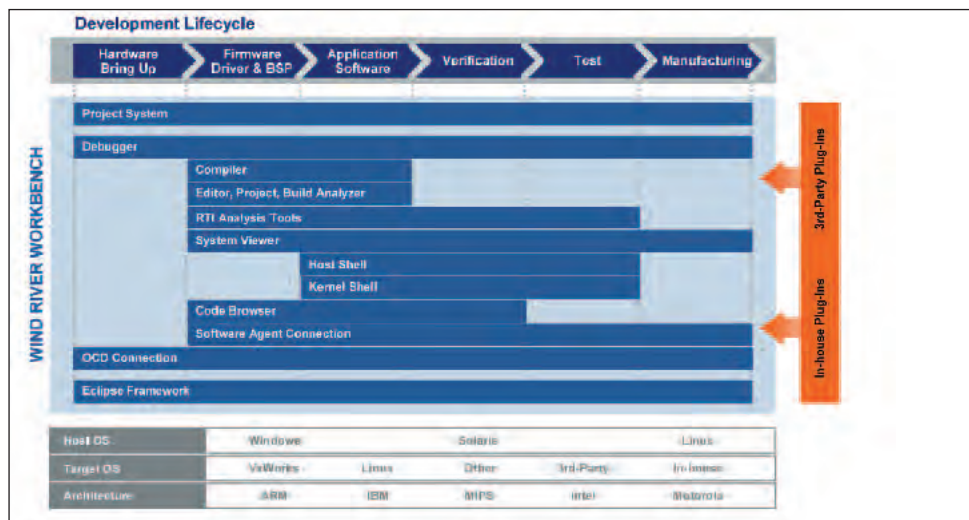 Development Lifecycle
Hardware
Bring Up
Firmware
Driver & BSP
Application
Software
Verification
Test
Manufacturing
WIND RIVER WORKBENCH
Project System
Debugger
Compiler
Editor, Project, Build Analyzer
RTI Analysis Tools
System Viewer
Host Shell
Kernel Shell
Code Browser
Software Agent Connection
OCD Connection
Eclipse Framework
3rd-Party Plug-Ins
In-house Plug-Ins
Host OS Windows Solaris Linux
Target OS VxWorks Linux Other 3rd-Party In-house
Architecture ARM IBM MIPS Intel Motorola